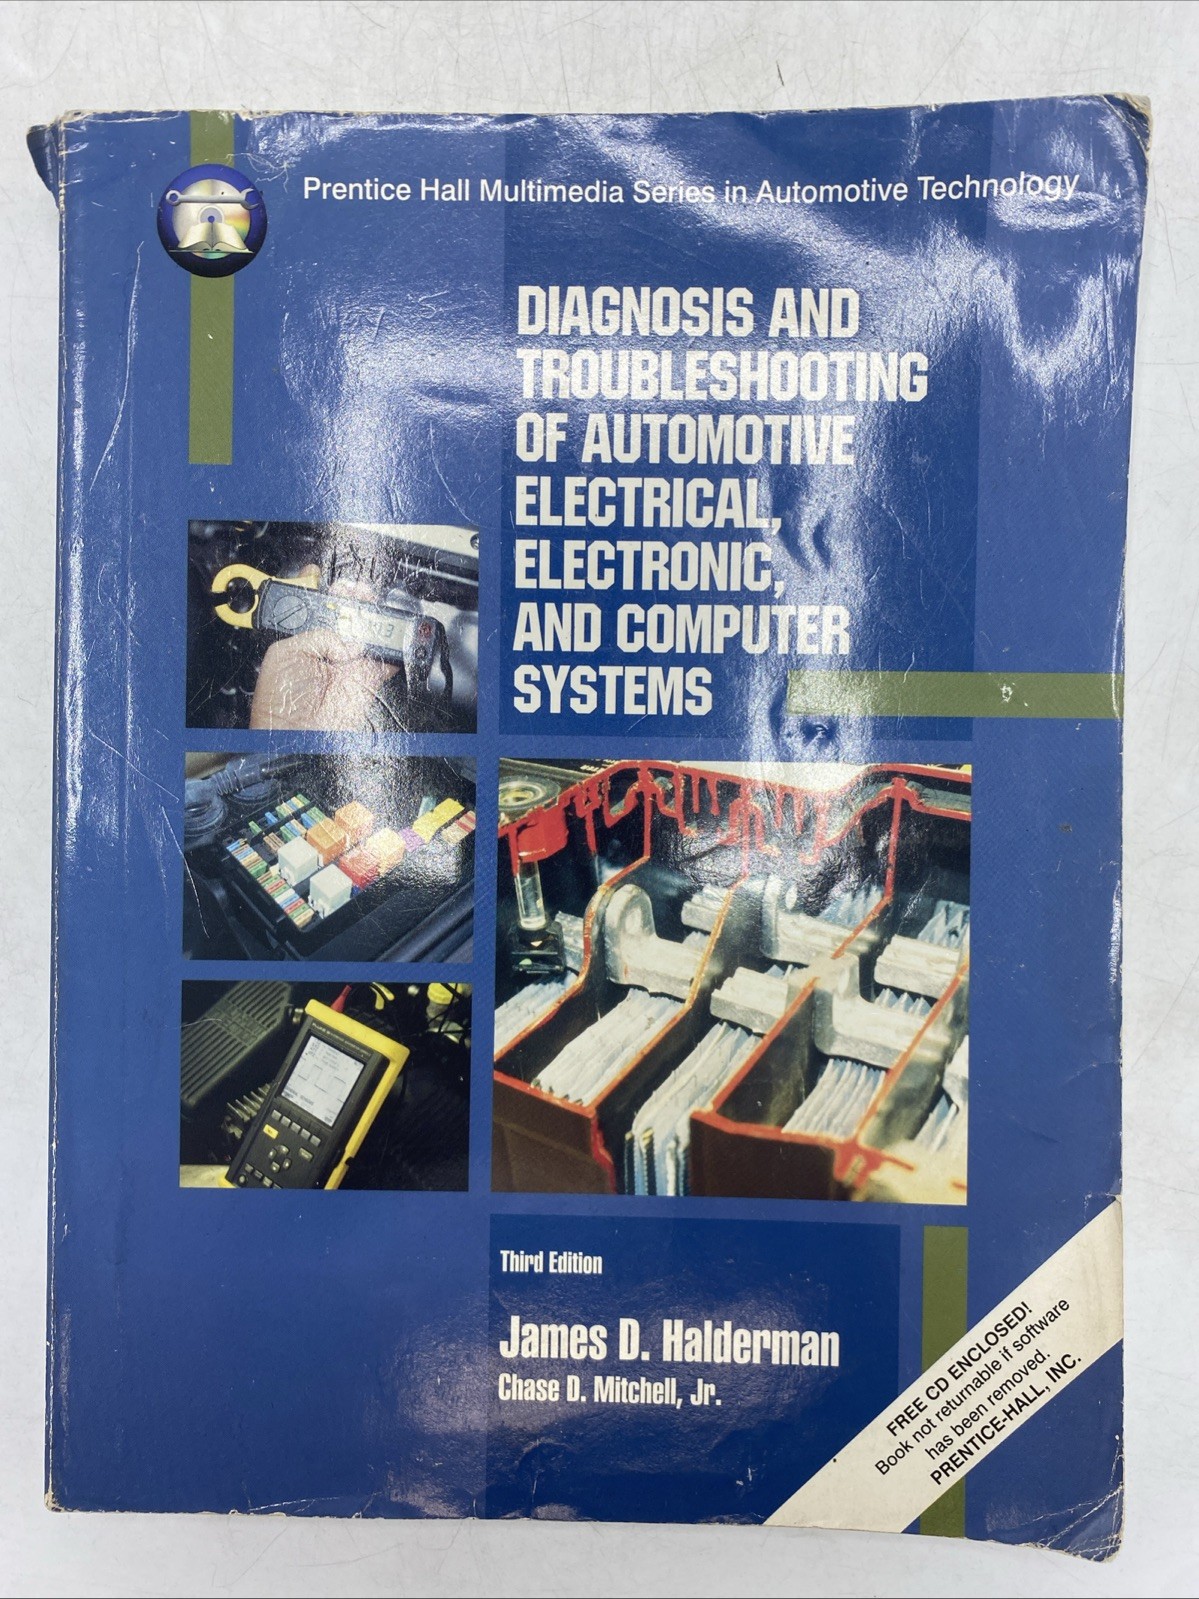 Prentice Hall Multimedia Series in Automotive Technology
DIAGNOSIS AND
TROUBLESHOOTING
OF AUTOMOTIVE
ELECTRICAL,
ELECTRONIC,
AND COMPUTER
SYSTEMS
Third Edition
James D. Halderman
Chase D. Mitchell, Jr.
FREE CD ENCLOSED!
Book not returnable if software
has been removed.
PRENTICE-HALL, INC.